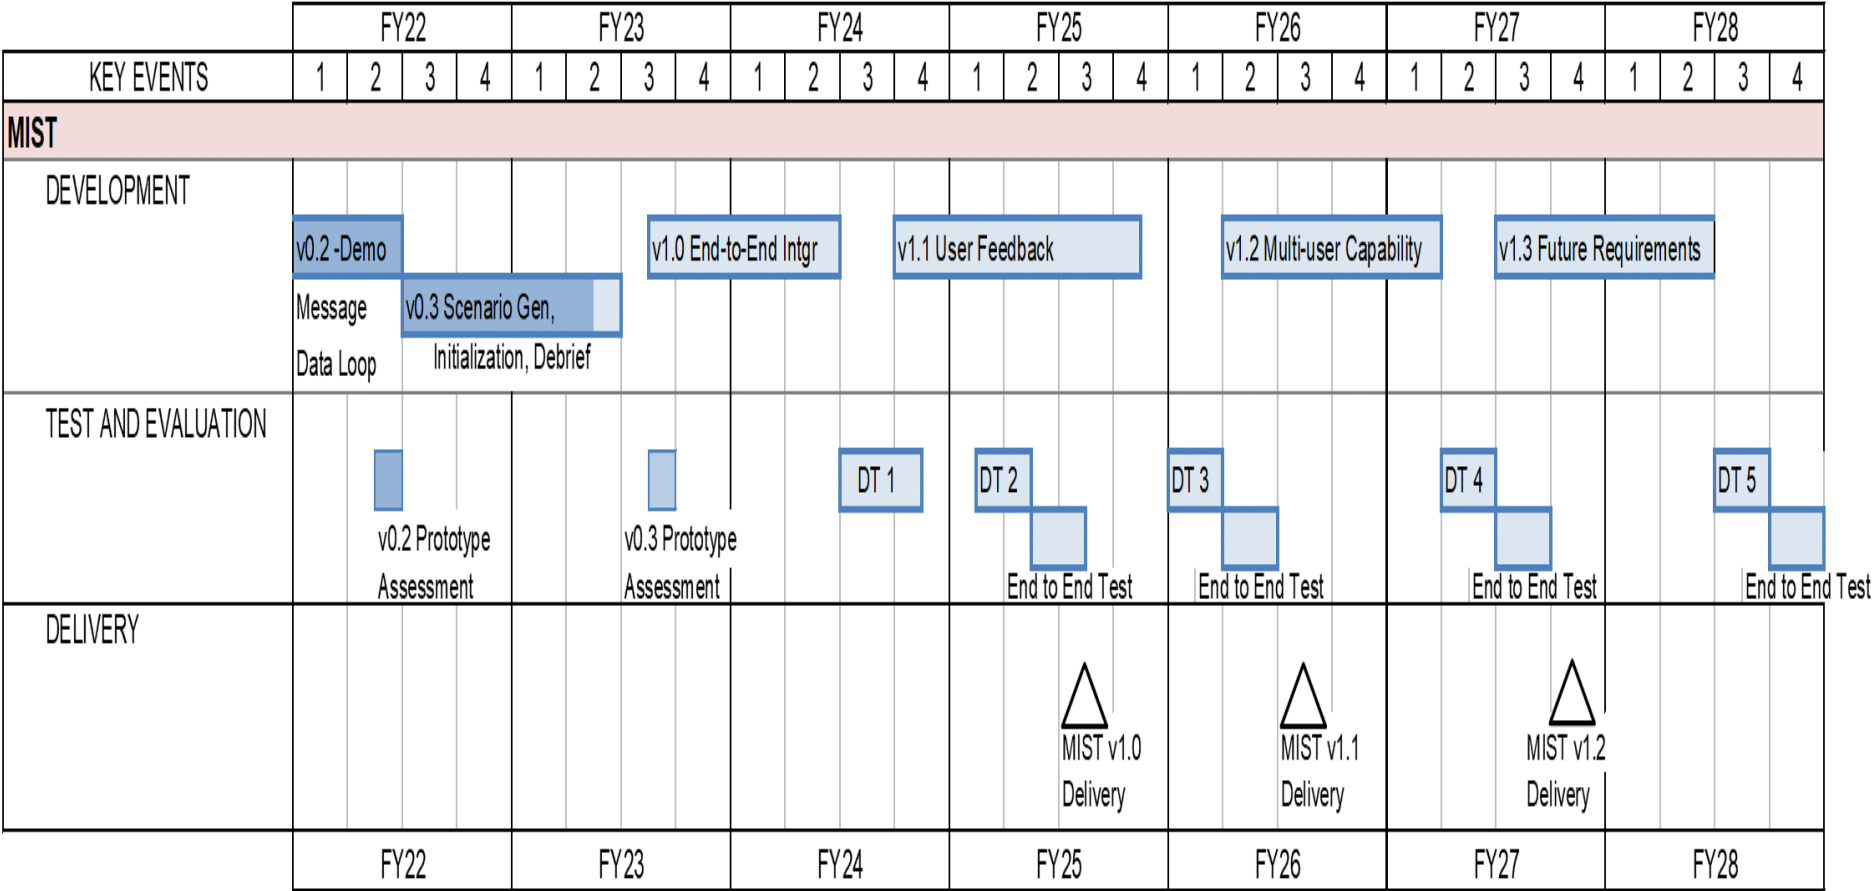 FY22 FY23 FY24 FY25 FY26 FY27 FY28
KEY EVENTS 1 2 3 4 1 2 3 4 1 2 3 4 1 2 3 4 1 2 3 4 1 2 3 4 1 2 3 4
MIST
DEVELOPMENT
v0.2 -Demo v1.0 End-to-End Intgr v1.1 User Feedback v1.2 Multi-user Capability v1.3 Future Requirements
Message v0.3 Scenario Gen,
Data Loop Initialization, Debrief
TEST AND EVALUATION
DT 1 DT 2 DT 3 DT 4 DT 5
v0.2 Prototype v0.3 Prototype
Assessment Assessment End to End Test End to End Test End to End Test End to End Test
DELIVERY
MIST v1.0 MIST v1.1 MIST v1.2
Delivery Delivery Delivery
FY22 FY23 FY24 FY25 FY26 FY27 FY28